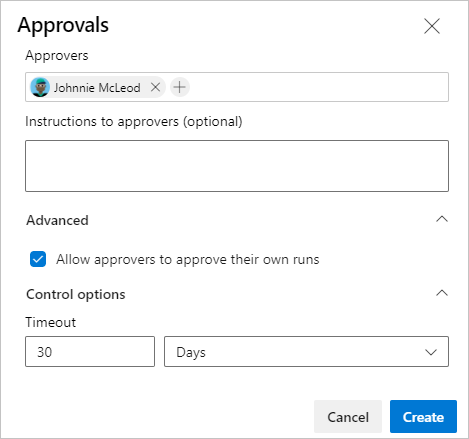 Approvals
Approvers
Johnnie McLeod
Instructions to approvers (optional)
Advanced
Allow approvers to approve their own runs
Control options
Timeout
30
Days
Cancel
Create